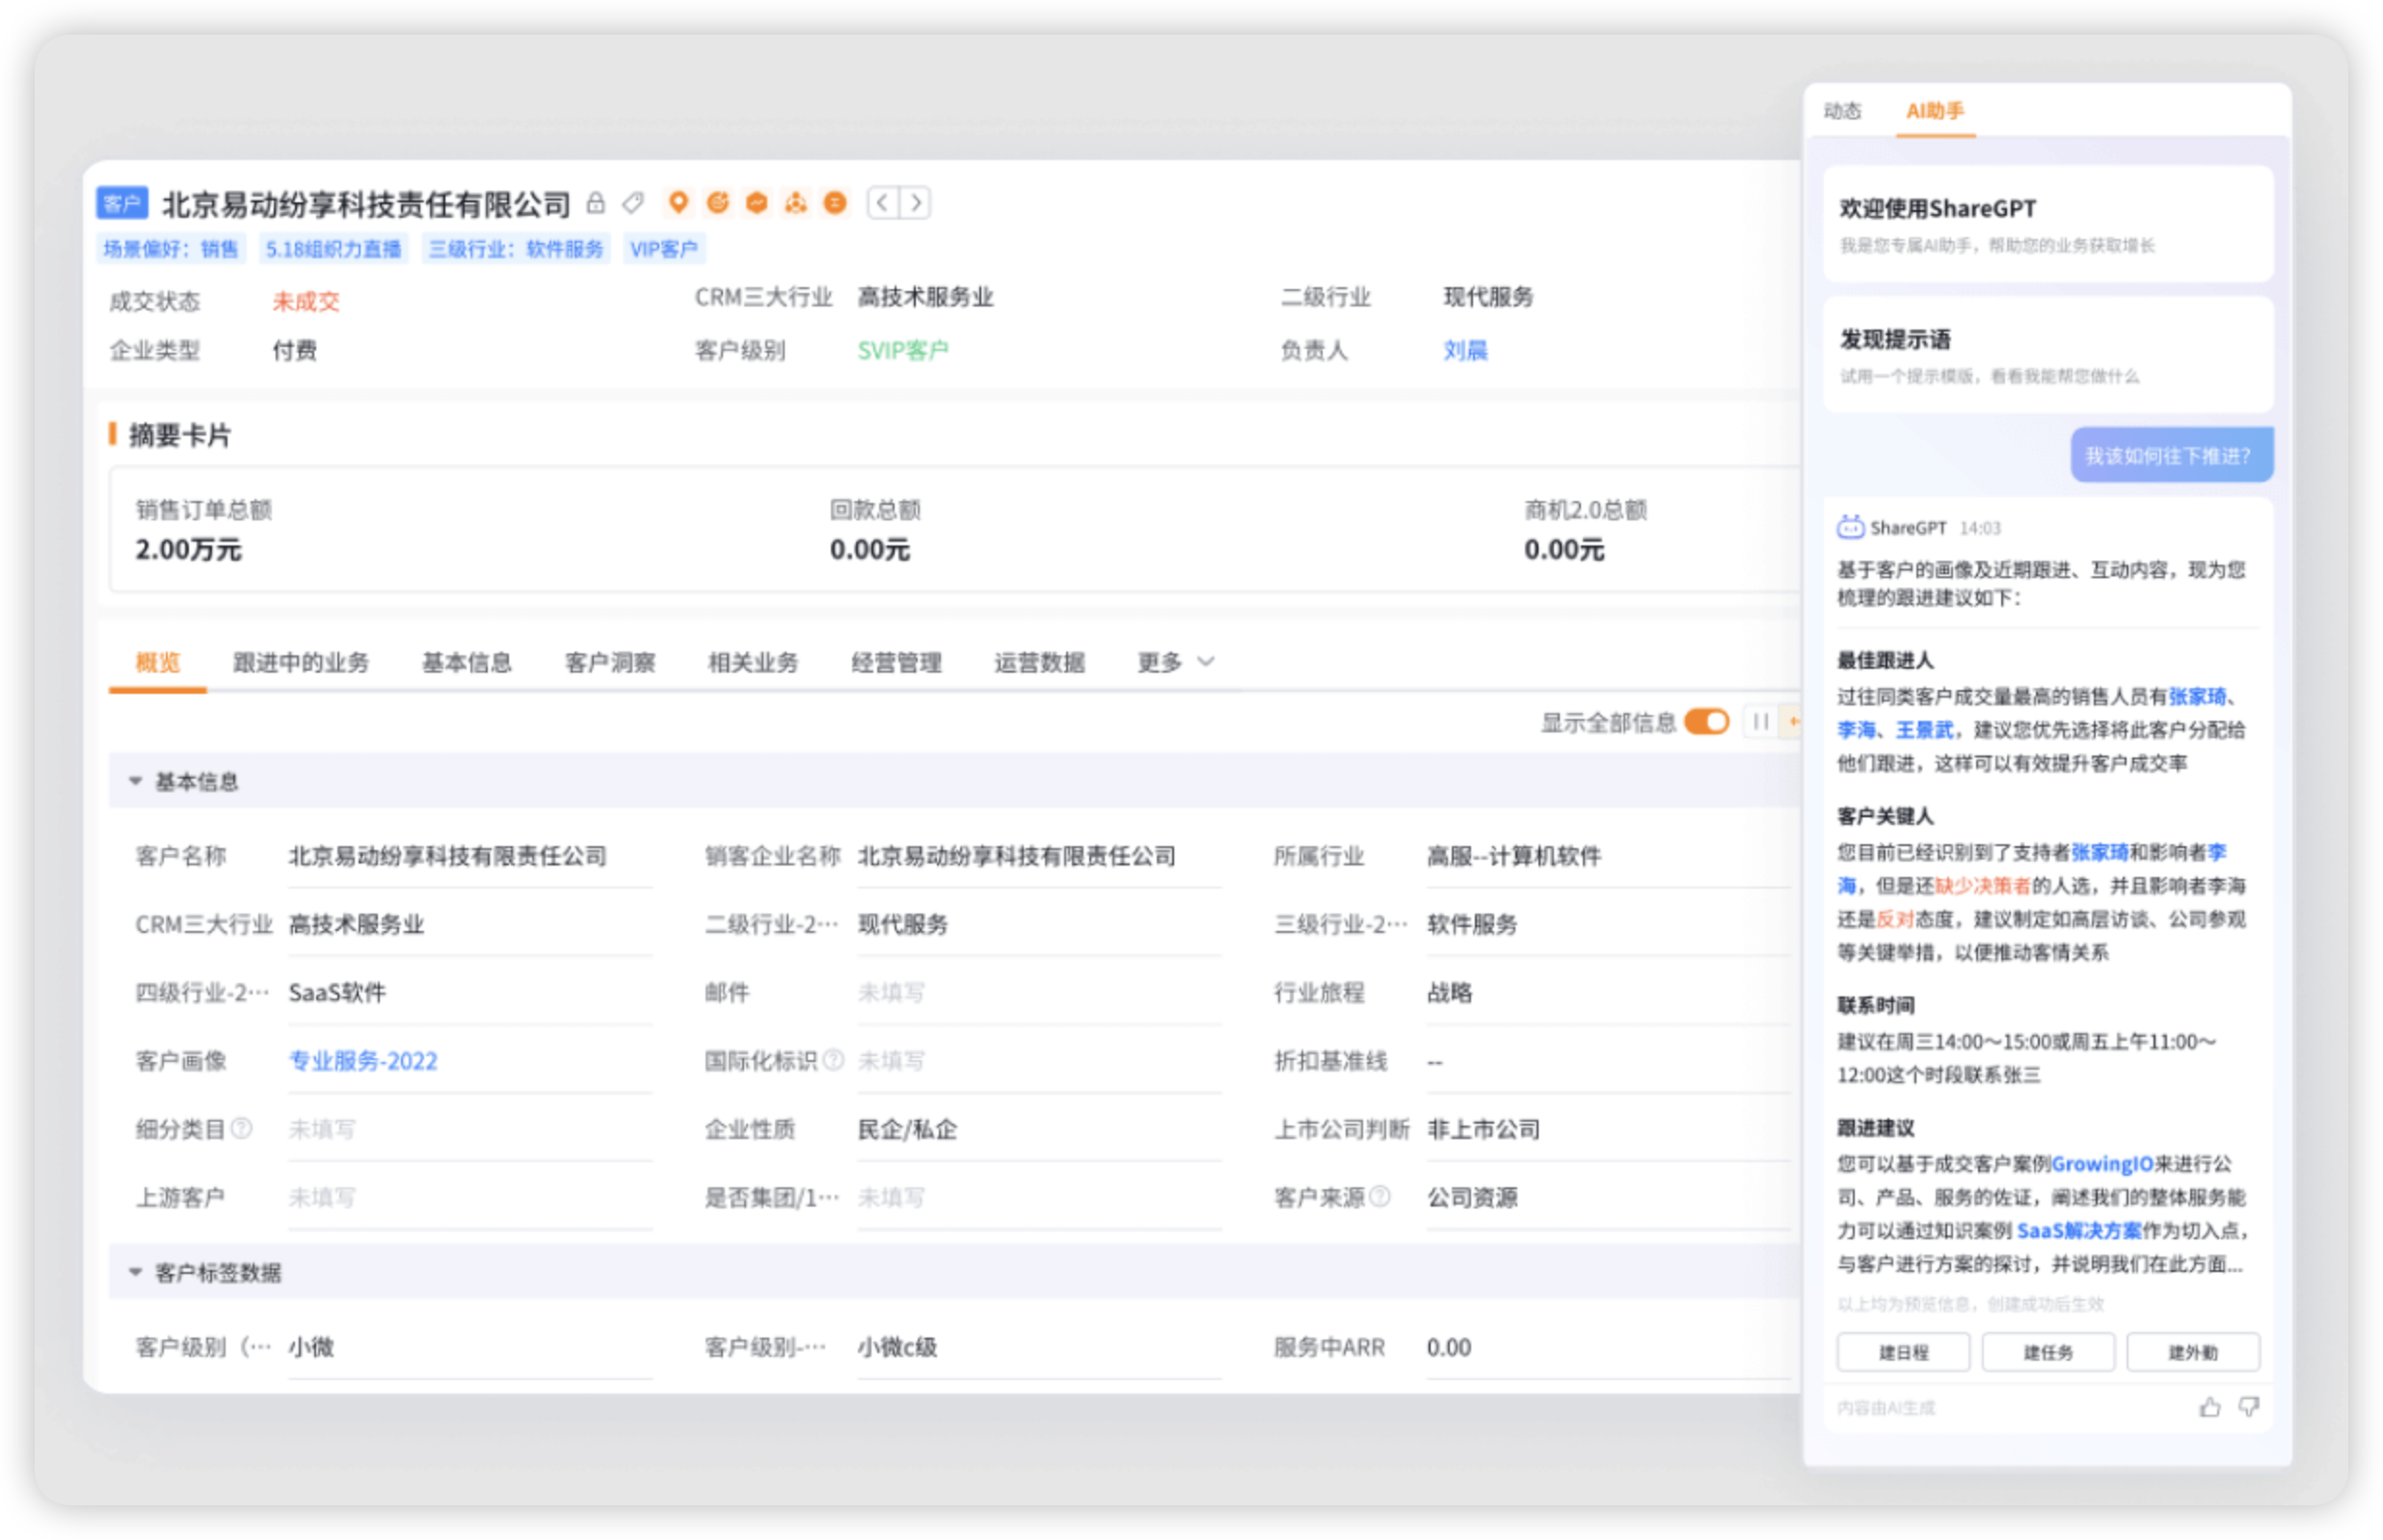 客户 北京易动纷享科技责任有限公司
场景偏好：销售 5.18组织力直播 三级行业：软件服务 VIP客户
成交状态 未成交 CRM三大行业 高技术服务业 二级行业 现代服务
企业类型 付费 客户级别 SVIP客户 负责人 刘晨
摘要卡片
销售订单总额 回款总额 商机2.0总额
2.00万元 0.00元 0.00元
概览 跟进中的业务 基本信息 客户洞察 相关业务 经营管理 运营数据 更多
显示全部信息
基本信息
客户名称 北京易动纷享科技有限责任公司 销客企业名称 北京易动纷享科技有限责任公司 所属行业 高服--计算机软件
CRM三大行业 高技术服务业 二级行业-2… 现代服务 三级行业-2… 软件服务
四级行业-2… SaaS软件 邮件 未填写 行业旅程 战略
客户画像 专业服务-2022 国际化标识 未填写 折扣基准线 --
细分类目 未填写 企业性质 民企/私企 上市公司判断 非上市公司
上游客户 未填写 是否集团/1… 未填写 客户来源 公司资源
客户标签数据
客户级别（… 小微 客户级别-… 小微c级 服务中ARR 0.00
动态 AI助手
欢迎使用ShareGPT
我是您专属AI助手，帮助您的业务获取增长
发现提示语
试用一个提示模版，看看我能帮您做什么
我该如何往下推进？
ShareGPT 14:03
基于客户的画像及近期跟进、互动内容，现为您
梳理的跟进建议如下：
最佳跟进人
过往同类客户成交量最高的销售人员有张家琦、
李海、王景武，建议您优先选择将此客户分配给
他们跟进，这样可以有效提升客户成交率
客户关键人
您目前已经识别到了支持者张家琦和影响者李
海，但是还缺少决策者的人选，并且影响者李海
还是反对态度，建议制定如高层访谈、公司参观
等关键举措，以便推动客情关系
联系时间
建议在周三14:00～15:00或周五上午11:00～
12:00这个时段联系张三
跟进建议
您可以基于成交客户案例GrowingIO来进行公
司、产品、服务的佐证，阐述我们的整体服务能
力可以通过知识案例 SaaS解决方案作为切入点，
与客户进行方案的探讨，并说明我们在此方面...
以上均为预览信息，创建成功后生效
建日程 建任务 建外勤
内容由AI生成